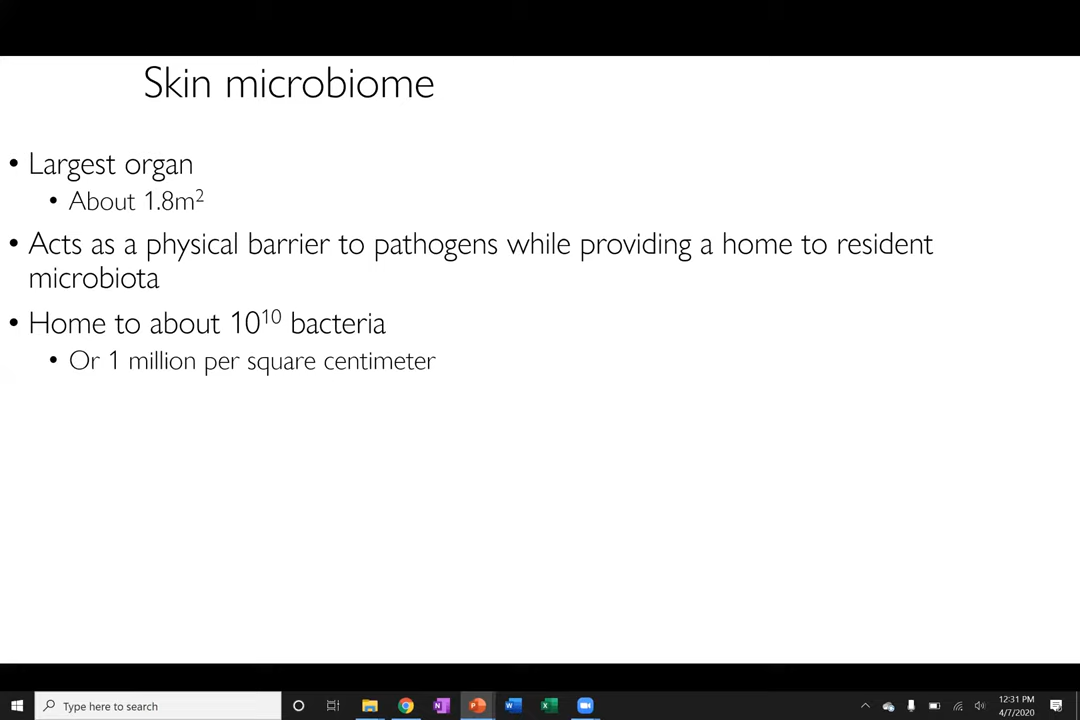 Skin microbiome
• Largest organ
• About 1.8m²
• Acts as a physical barrier to pathogens while providing a home to resident
microbiota
• Home to about 10¹⁰ bacteria
• Or 1 million per square centimeter
Type here to search
12:31 PM
4/7/2020